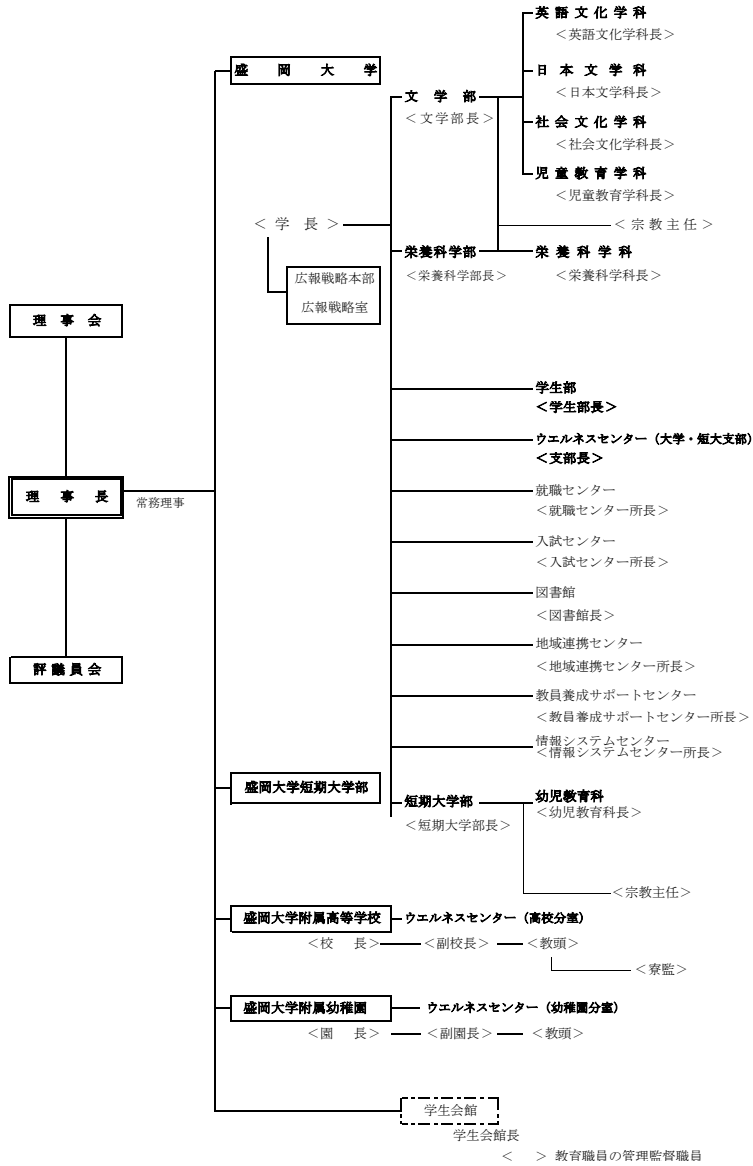 英語文化学科
＜英語文化学科長＞
盛岡大学
日本文学科
＜日本文学科長＞
文学部
＜文学部長＞
社会文化学科
＜社会文化学科長＞
児童教育学科
＜児童教育学科長＞
＜学長＞
＜宗教主任＞
栄養科学部
＜栄養科学部長＞
栄養科学科
＜栄養科学科長＞
広報戦略本部
広報戦略室
理事会
学生部
＜学生部長＞
ウエルネスセンター（大学・短大支部）
＜支部長＞
理事長
常務理事
就職センター
＜就職センター所長＞
入試センター
＜入試センター所長＞
図書館
＜図書館長＞
地域連携センター
＜地域連携センター所長＞
評議員会
教員養成サポートセンター
＜教員養成サポートセンター所長＞
情報システムセンター
＜情報システムセンター所長＞
盛岡大学短期大学部
短期大学部
＜短期大学部長＞
幼児教育科
＜幼児教育科長＞
＜宗教主任＞
盛岡大学附属高等学校
ウエルネスセンター（高校分室）
＜校　長＞
＜副校長＞
＜教頭＞
＜寮監＞
盛岡大学附属幼稚園
ウエルネスセンター（幼稚園分室）
＜園　長＞
＜副園長＞
＜教頭＞
学生会館
学生会館長
＜　＞ 教育職員の管理監督職員